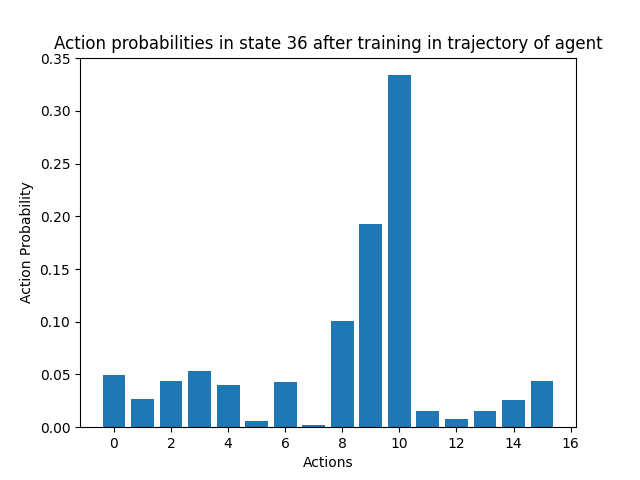 Action probabilities in state 36 after training in trajectory of agent
0.35
0.30
0.25
0.20
0.15
0.10
0.05
0.00
Action Probability
0 2 4 6 8 10 12 14 16
Actions